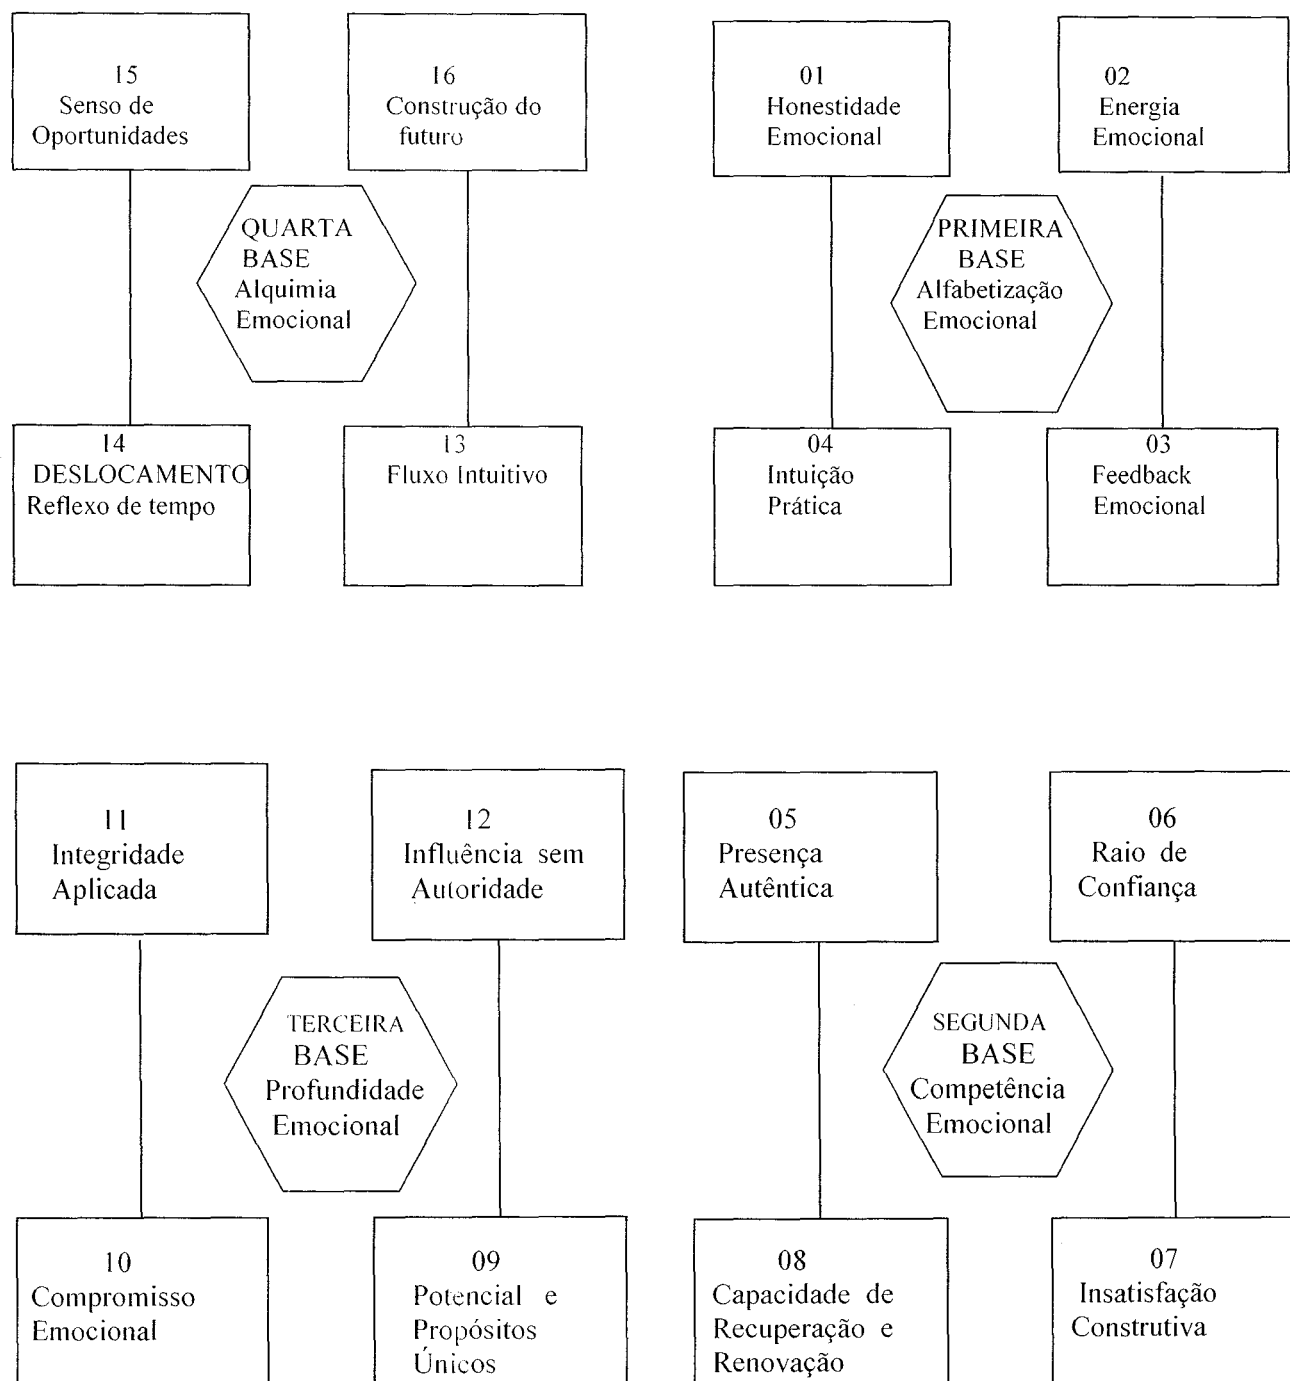 15
Senso de
Oportunidades
16
Construção do
futuro
QUARTA
BASE
Alquimia
Emocional
14
DESLOCAMENTO
Reflexo de tempo
13
Fluxo Intuitivo
01
Honestidade
Emocional
02
Energia
Emocional
PRIMEIRA
BASE
Alfabetização
Emocional
04
Intuição
Prática
03
Feedback
Emocional
11
Integridade
Aplicada
12
Influência sem
Autoridade
TERCEIRA
BASE
Profundidade
Emocional
10
Compromisso
Emocional
09
Potencial e
Propósitos
Únicos
05
Presença
Autêntica
06
Raio de
Confiança
SEGUNDA
BASE
Competência
Emocional
08
Capacidade de
Recuperação e
Renovação
07
Insatisfação
Construtiva